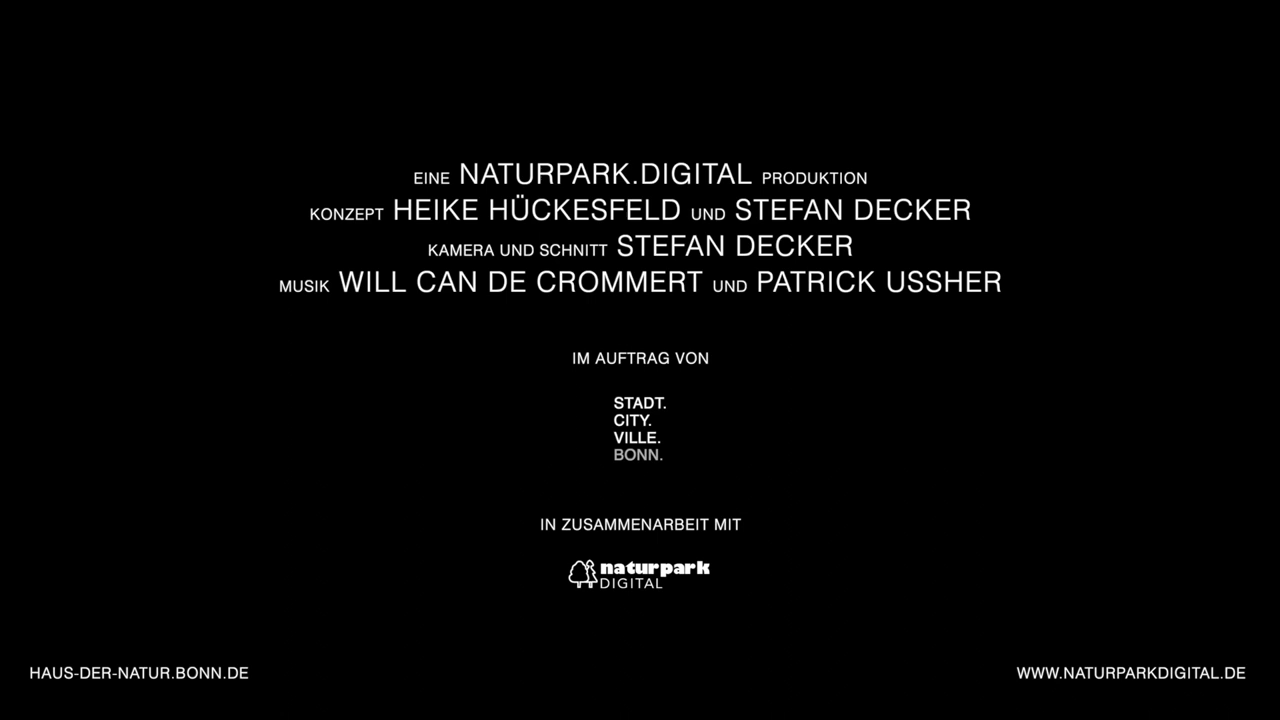 EINE NATURPARK.DIGITAL PRODUKTION
KONZEPT HEIKE HÜCKESFELD UND STEFAN DECKER
KAMERA UND SCHNITT STEFAN DECKER
MUSIK WILL CAN DE CROMMERT UND PATRICK USSHER
IM AUFTRAG VON
STADT.
CITY.
VILLE.
BONN.
IN ZUSAMMENARBEIT MIT
naturpark
DIGITAL
HAUS-DER-NATUR.BONN.DE
WWW.NATURPARKDIGITAL.DE